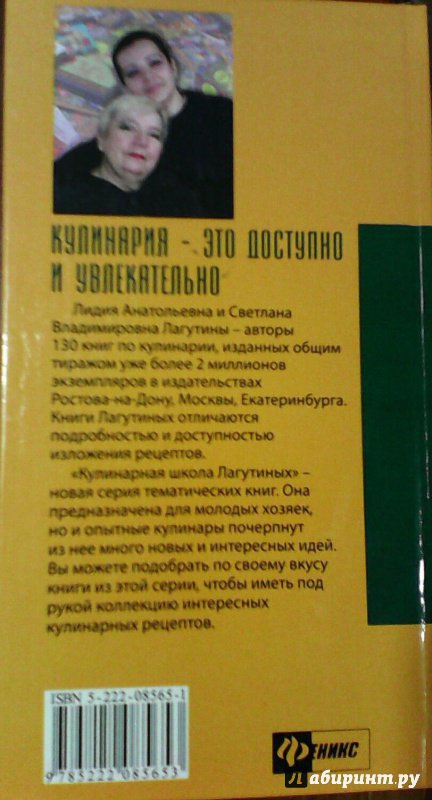 КУЛИНАРИЯ - ЭТО ДОСТУПНО
И УВЛЕКАТЕЛЬНО
Лидия Анатольевна и Светлана
Владимировна Лагутины – авторы
130 книг по кулинарии, изданных общим
тиражом уже более 2 миллионов
экземпляров в издательствах
Ростова-на-Дону, Москвы, Екатеринбурга.
Книги Лагутиных отличаются
подробностью и доступностью
изложения рецептов.
«Кулинарная школа Лагутиных» –
новая серия тематических книг. Она
предназначена для молодых хозяек,
но и опытные кулинары почерпнут
из нее много новых и интересных идей.
Вы можете подобрать по своему вкусу
книги из этой серии, чтобы иметь под
рукой коллекцию интересных
кулинарных рецептов.
ISBN 5-222-08565-1
9 785222 085653
ФЕНИКС
лабиринт.ру